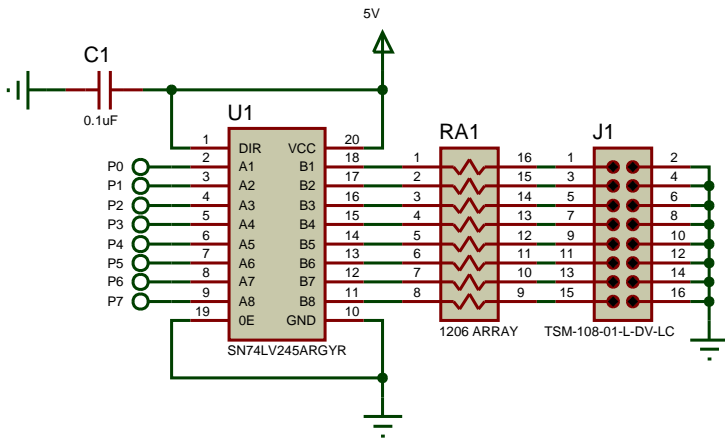 5V
C1
0.1uF
U1
RA1
J1
1 DIR VCC 20
P0 2 A1 B1 18 1 16 1 2
P1 3 A2 B2 17 2 15 3 4
P2 4 A3 B3 16 3 14 5 6
P3 5 A4 B4 15 4 13 7 8
P4 6 A5 B5 14 5 12 9 10
P5 7 A6 B6 13 6 11 11 12
P6 8 A7 B7 12 7 10 13 14
P7 9 A8 B8 11 8 9 15 16
19 0E GND 10
1206 ARRAY
TSM-108-01-L-DV-LC
SN74LV245ARGYR